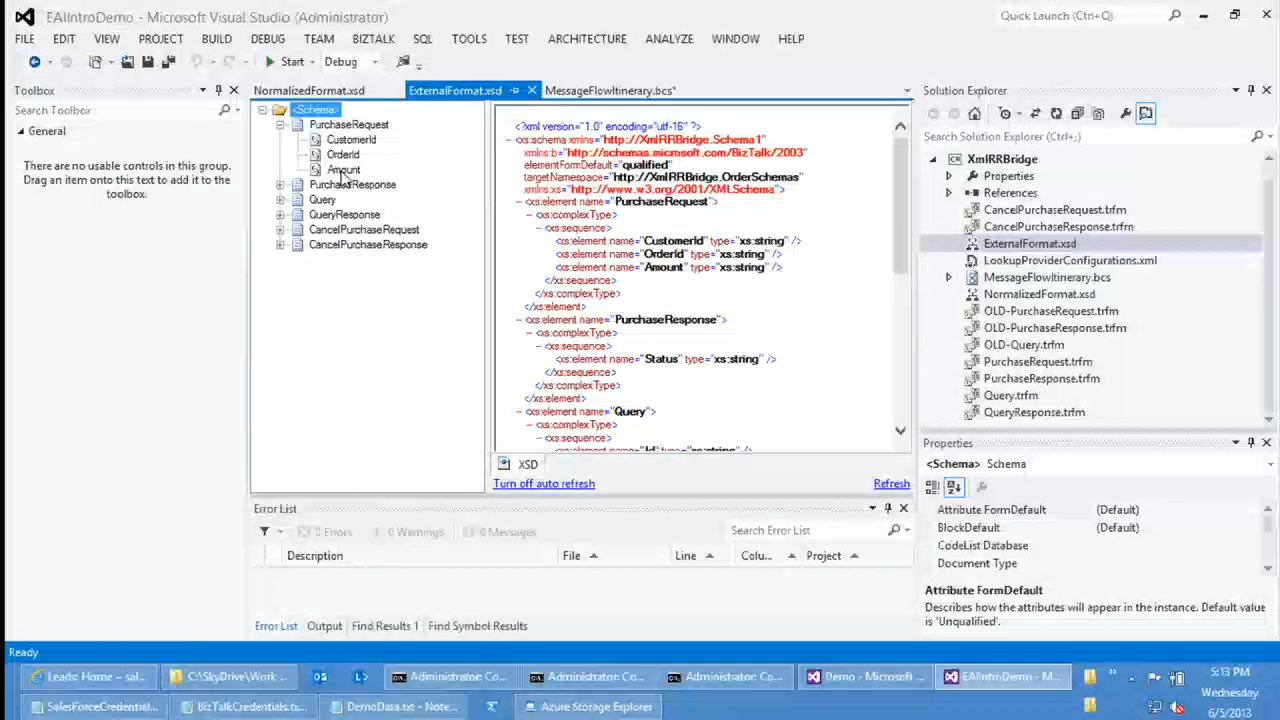 EAIIntroDemo - Microsoft Visual Studio (Administrator)
Quick Launch (Ctrl+Q)
FILE EDIT VIEW PROJECT BUILD DEBUG TEAM BIZTALK SQL TOOLS TEST ARCHITECTURE ANALYZE WINDOW HELP
Start Debug
Toolbox
Search Toolbox
General
There are no usable controls in this group.
Drag an item onto this text to add it to the
toolbox.
NormalizedFormat.xsd ExternalFormat.xsd MessageFlowItinerary.bcs*
<Schema>
PurchaseRequest
CustomerId
OrderId
Amount
PurchaseResponse
Query
QueryResponse
CancelPurchaseRequest
CancelPurchaseResponse
<?xml version="1.0" encoding="utf-16" ?>
- <xs:schema xmlns="http://XmlRRBridge.Schema1"
xmlns:b="http://schemas.microsoft.com/BizTalk/2003"
elementFormDefault="qualified"
targetNamespace="http://XmlRRBridge.OrderSchemas"
xmlns:xs="http://www.w3.org/2001/XMLSchema">
- <xs:element name="PurchaseRequest">
- <xs:complexType>
- <xs:sequence>
<xs:element name="CustomerId" type="xs:string" />
<xs:element name="OrderId" type="xs:string" />
<xs:element name="Amount" type="xs:string" />
</xs:sequence>
</xs:complexType>
</xs:element>
- <xs:element name="PurchaseResponse">
- <xs:complexType>
- <xs:sequence>
<xs:element name="Status" type="xs:string" />
</xs:sequence>
</xs:complexType>
</xs:element>
- <xs:element name="Query">
- <xs:complexType>
- <xs:sequence>
<xs:element name="Id" type="xs:string" />
XSD
Turn off auto refresh
Refresh
Error List
0 Errors 0 Warnings 0 Messages
Search Error List
Description File Line Colu... Project
Error List Output Find Results 1 Find Symbol Results
Solution Explorer
Search Solution Explorer (Ctrl+;)
XmlRRBridge
Properties
References
CancelPurchaseRequest.trfm
CancelPurchaseResponse.trfm
ExternalFormat.xsd
LookupProviderConfigurations.xml
MessageFlowItinerary.bcs
NormalizedFormat.xsd
OLD-PurchaseRequest.trfm
OLD-PurchaseResponse.trfm
OLD-Query.trfm
PurchaseRequest.trfm
PurchaseResponse.trfm
Query.trfm
QueryResponse.trfm
Properties
<Schema> Schema
Attribute FormDefault (Default)
BlockDefault (Default)
CodeList Database
Document Type
Attribute FormDefault
Describes how the attributes will appear in the instance. Default value
is 'Unqualified'.
Ready
Leads: Home – sal... C:\SkyDrive\Work ... Administrator: Co... Administrator: Co... Administrator: Co... Demo - Microsoft ... EAIIntroDemo - M...
SalesForceCredential... BizTalkCredentials.tx... DemoData.txt - Note... Azure Storage Explorer
5:13 PM
Wednesday
6/5/2013